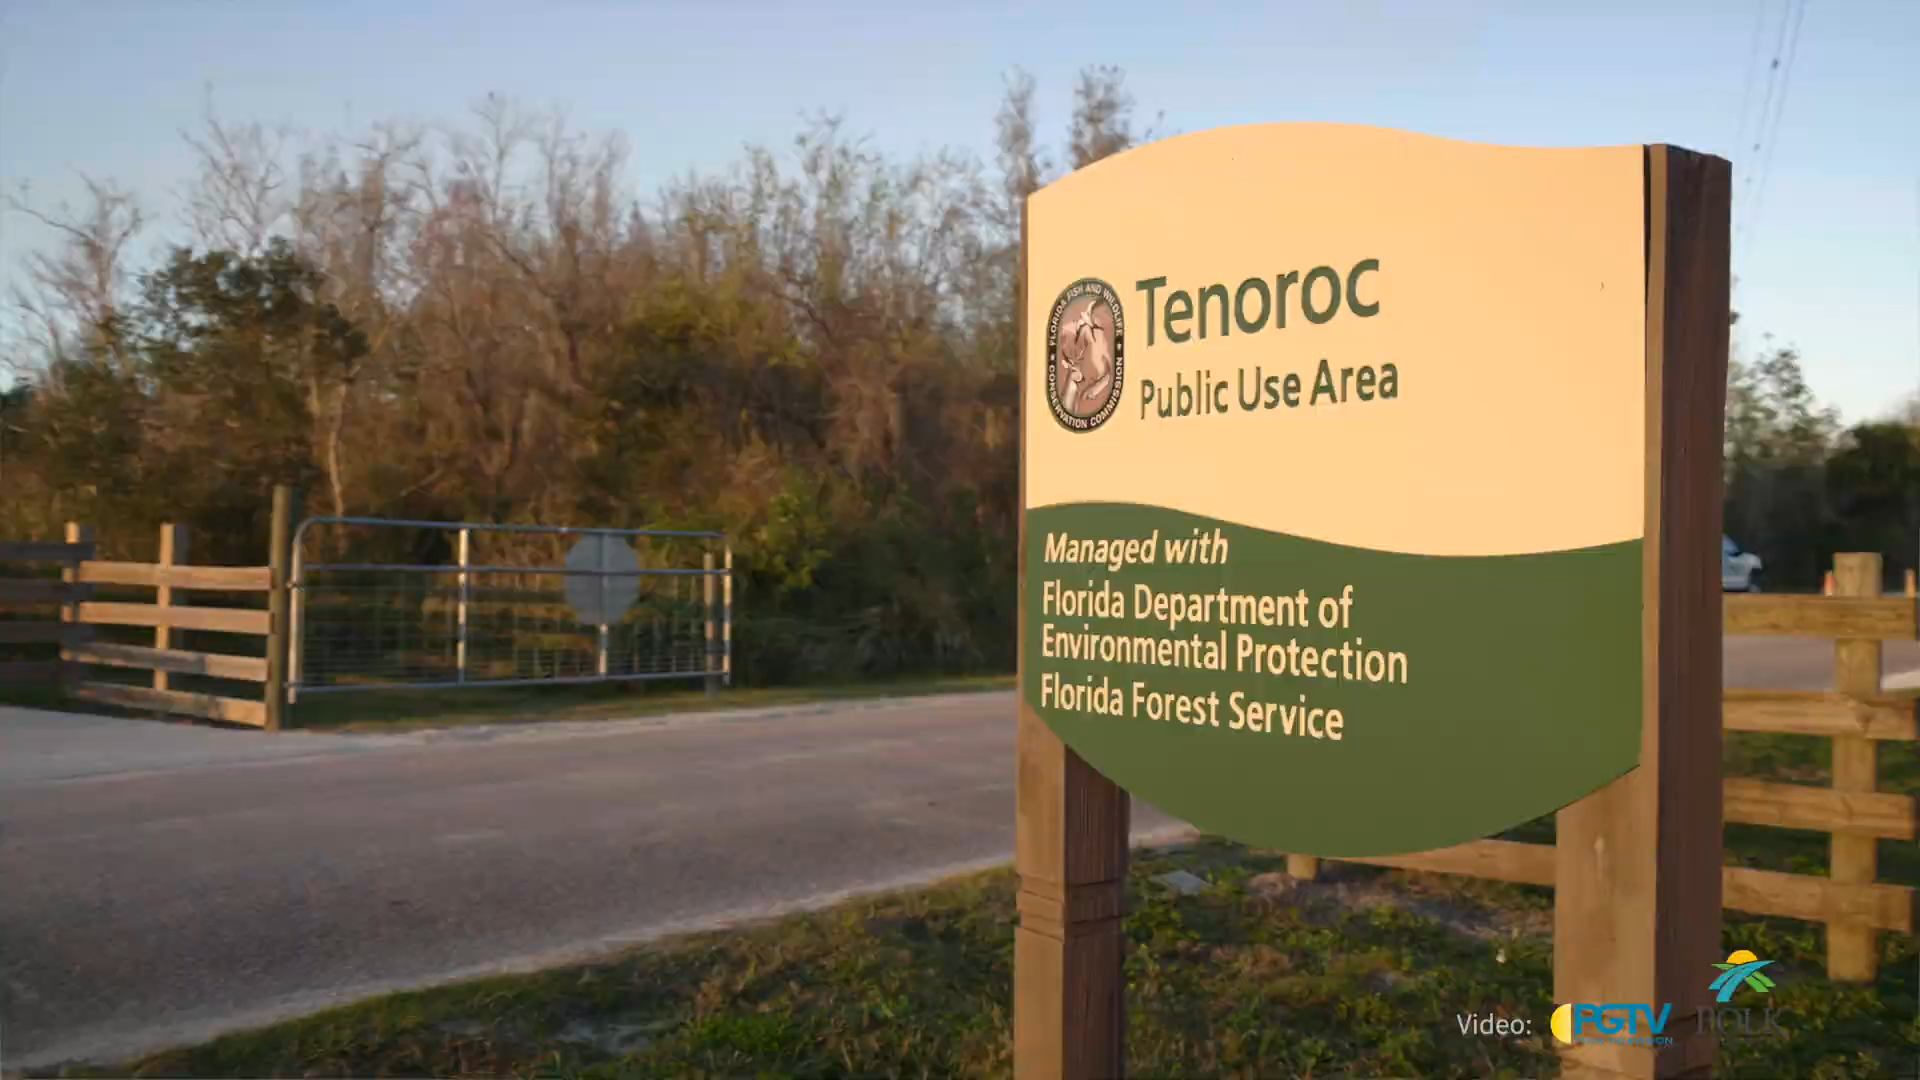 FLORIDA FISH AND WILDLIFE
CONSERVATION COMMISSION
Tenoroc
Public Use Area
Managed with
Florida Department of
Environmental Protection
Florida Forest Service
Video: PGTV POLK